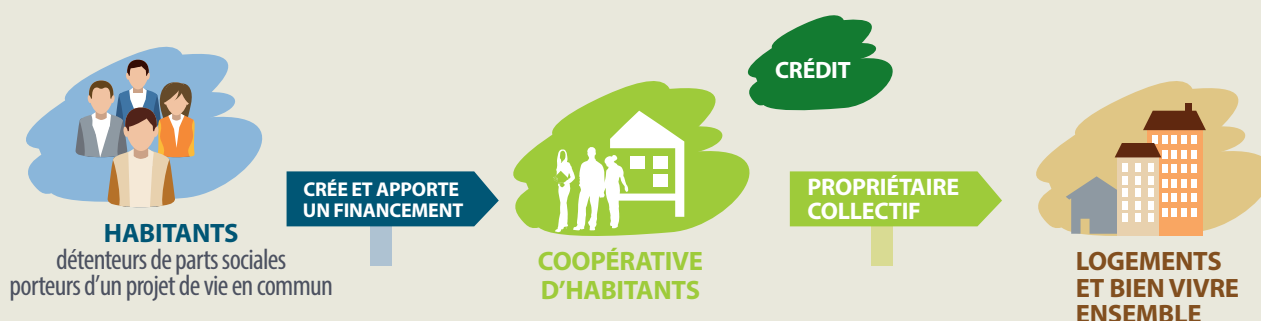 HABITANTS
détenteurs de parts sociales
porteurs d'un projet de vie en commun
CRÉE ET APPORTE
UN FINANCEMENT
COOPÉRATIVE
D'HABITANTS
CRÉDIT
PROPRIÉTAIRE
COLLECTIF
LOGEMENTS
ET BIEN VIVRE
ENSEMBLE